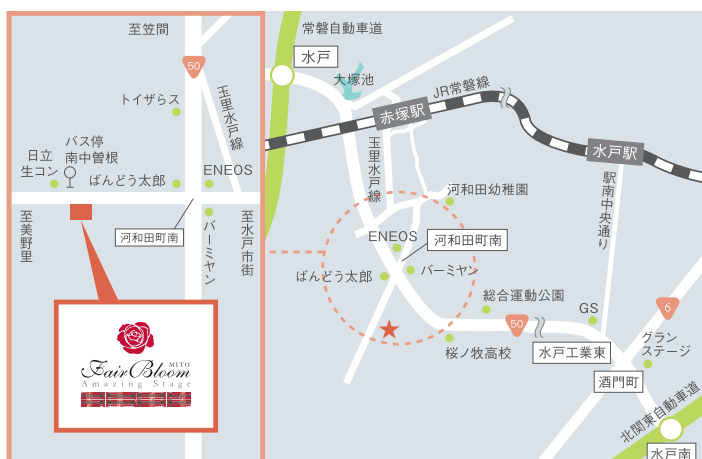 至笠間
50
トイザらス
玉里水戸線
バス停
南中曽根
日立
生コン
ばんどう太郎
ENEOS
至美野里
河和田町南
バーミヤン
至水戸市街
Fair Bloom
MITO
Amazing Stage
常磐自動車道
水戸
大塚池
JR常磐線
赤塚駅
水戸駅
玉里水戸線
駅南中央通り
河和田幼稚園
ENEOS
河和田町南
ばんどう太郎
バーミヤン
総合運動公園
GS
6
50
桜ノ牧高校
水戸工業東
グラン
ステージ
酒門町
北関東自動車道
水戸南